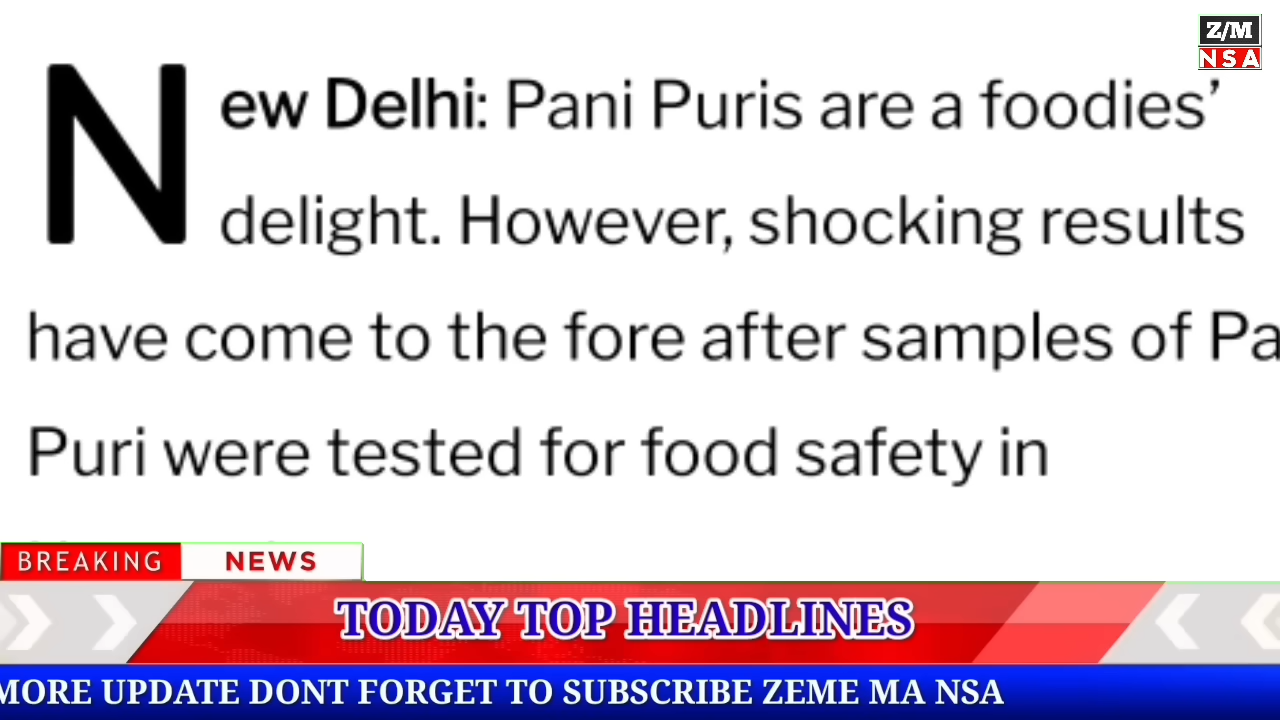 Z/M
NSA
New Delhi: Pani Puris are a foodies’
delight. However, shocking results
have come to the fore after samples of Pa
Puri were tested for food safety in
BREAKING NEWS
TODAY TOP HEADLINES
MORE UPDATE DONT FORGET TO SUBSCRIBE ZEME MA NSA